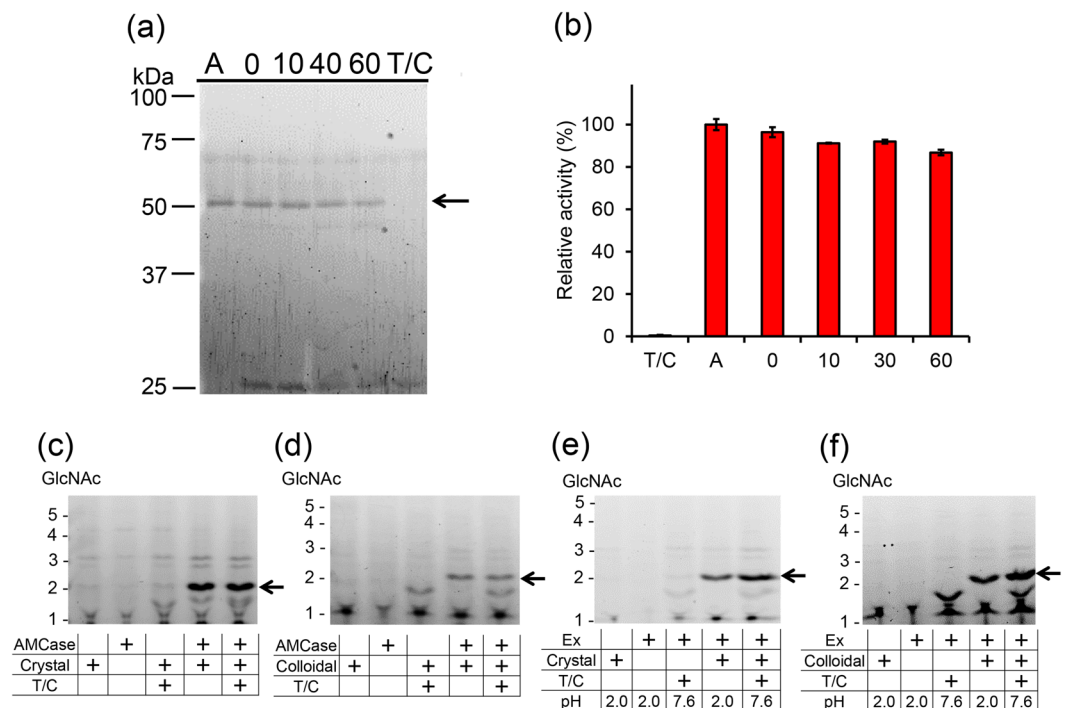 (a)
A 0 10 40 60 T/C
kDa
100
75
50
37
25
(b)
Relative activity (%)
100
80
60
40
20
0
T/C A 0 10 30 60
(c)
GlcNAc
5 -
4 -
3 -
2 -
1 -
AMCase + + +
Crystal + + + +
T/C + +
(d)
GlcNAc
5 -
4 -
3 -
2 -
1 -
AMCase + + +
Colloidal + + + +
T/C + +
(e)
GlcNAc
5 -
4 -
3 -
2 -
1 -
Ex + + + +
Crystal + + +
T/C + +
pH 2.0 2.0 7.6 2.0 7.6
(f)
GlcNAc
5 -
4 -
3 -
2 -
1 -
Ex + + + +
Colloidal + + +
T/C + +
pH 2.0 2.0 7.6 2.0 7.6